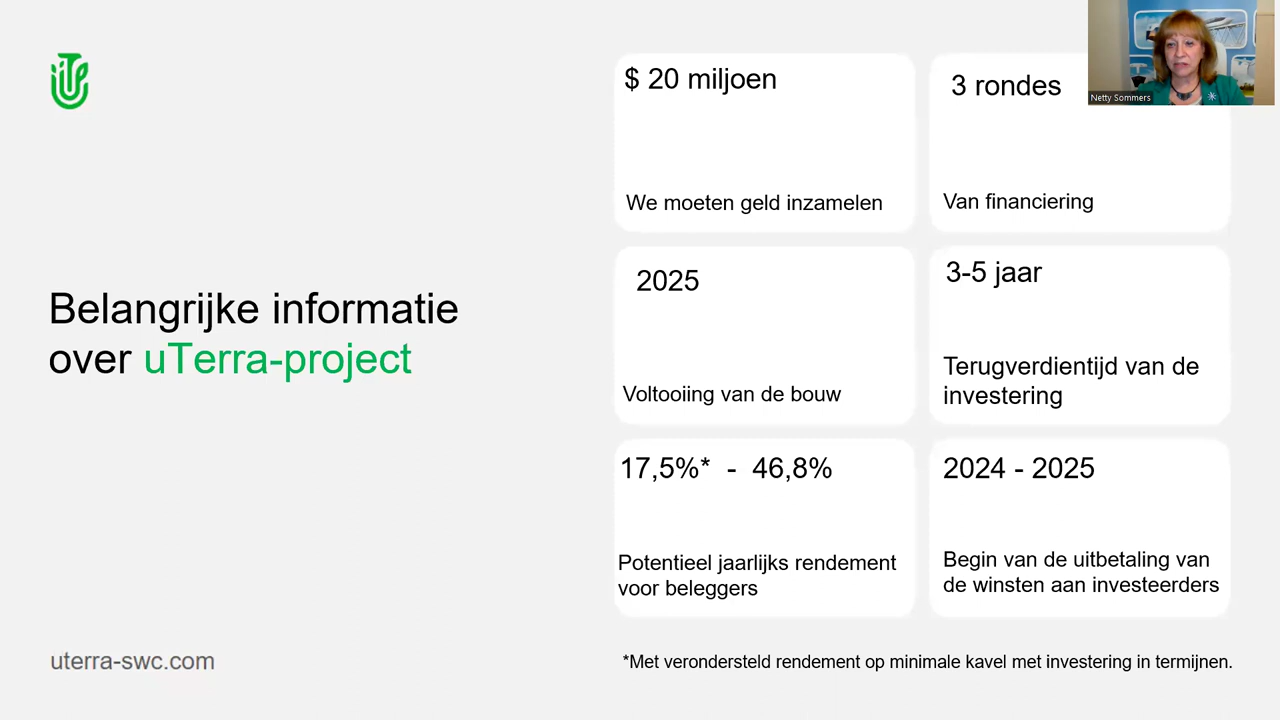 $ 20 miljoen
We moeten geld inzamelen
3 rondes
Van financiering
Netty Sommers
Belangrijke informatie
over uTerra-project
2025
Voltooiing van de bouw
3-5 jaar
Terugverdientijd van de
investering
17,5%* - 46,8%
Potentieel jaarlijks rendement
voor beleggers
2024 - 2025
Begin van de uitbetaling van
de winsten aan investeerders
uterra-swc.com
*Met verondersteld rendement op minimale kavel met investering in termijnen.